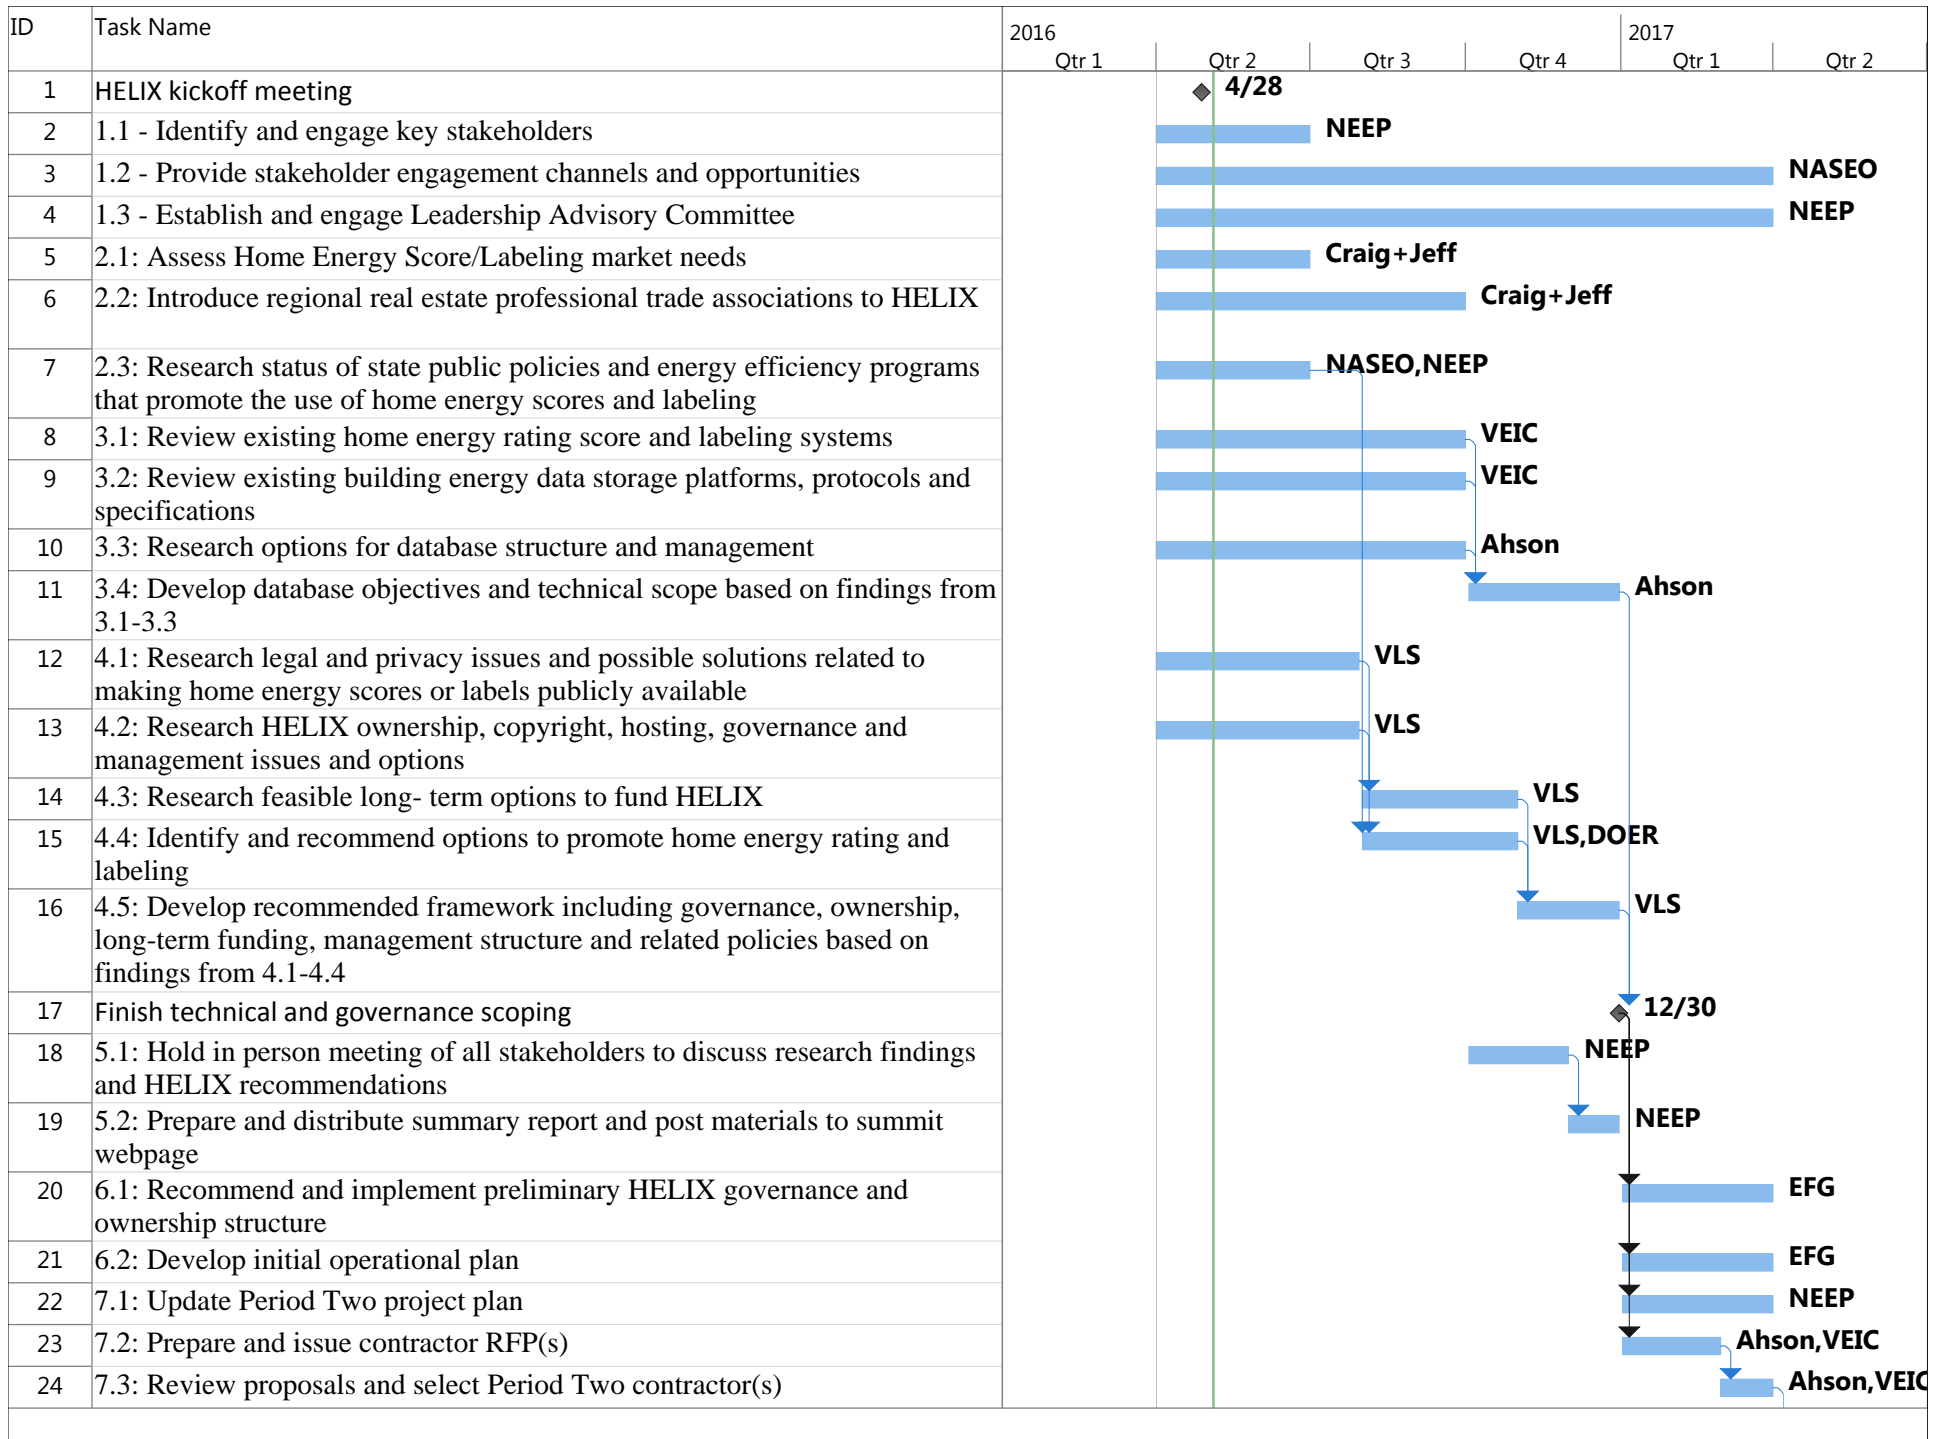 ID
Task Name
2016
2017
Qtr 1
Qtr 2
Qtr 3
Qtr 4
Qtr 1
Qtr 2
1
HELIX kickoff meeting
4/28
2
1.1 - Identify and engage key stakeholders
NEEP
3
1.2 - Provide stakeholder engagement channels and opportunities
NASEO
4
1.3 - Establish and engage Leadership Advisory Committee
NEEP
5
2.1: Assess Home Energy Score/Labeling market needs
Craig+Jeff
6
2.2: Introduce regional real estate professional trade associations to HELIX
Craig+Jeff
7
2.3: Research status of state public policies and energy efficiency programs
that promote the use of home energy scores and labeling
NASEO,NEEP
8
3.1: Review existing home energy rating score and labeling systems
VEIC
9
3.2: Review existing building energy data storage platforms, protocols and
specifications
VEIC
10
3.3: Research options for database structure and management
Ahson
11
3.4: Develop database objectives and technical scope based on findings from
3.1-3.3
Ahson
12
4.1: Research legal and privacy issues and possible solutions related to
making home energy scores or labels publicly available
VLS
13
4.2: Research HELIX ownership, copyright, hosting, governance and
management issues and options
VLS
14
4.3: Research feasible long- term options to fund HELIX
VLS
15
4.4: Identify and recommend options to promote home energy rating and
labeling
VLS,DOER
16
4.5: Develop recommended framework including governance, ownership,
long-term funding, management structure and related policies based on
findings from 4.1-4.4
VLS
17
Finish technical and governance scoping
12/30
18
5.1: Hold in person meeting of all stakeholders to discuss research findings
and HELIX recommendations
NEEP
19
5.2: Prepare and distribute summary report and post materials to summit
webpage
NEEP
20
6.1: Recommend and implement preliminary HELIX governance and
ownership structure
EFG
21
6.2: Develop initial operational plan
EFG
22
7.1: Update Period Two project plan
NEEP
23
7.2: Prepare and issue contractor RFP(s)
Ahson,VEIC
24
7.3: Review proposals and select Period Two contractor(s)
Ahson,VEIC